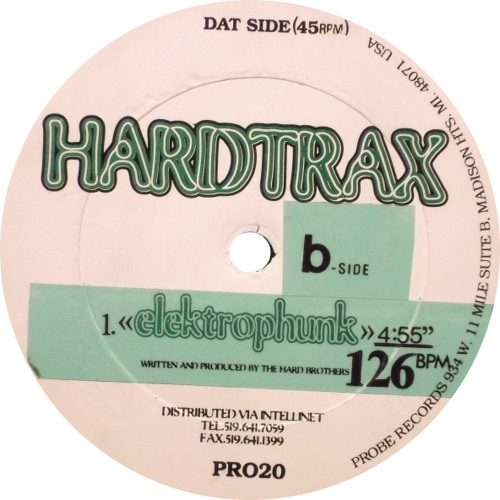 DAT SIDE (45RPM)
HARDTRAX
b-SIDE
1. «elektrophunk» 4:55"
WRITTEN AND PRODUCED BY THE HARD BROTHERS
126 BPM
DISTRIBUTED VIA INTELLINET
TEL.519.641.7059
FAX.519.641.1399
PRO20
PROBE RECORDS 934 W. 11 MILE SUITE B. MADISON HTS, MI. 48071 USA